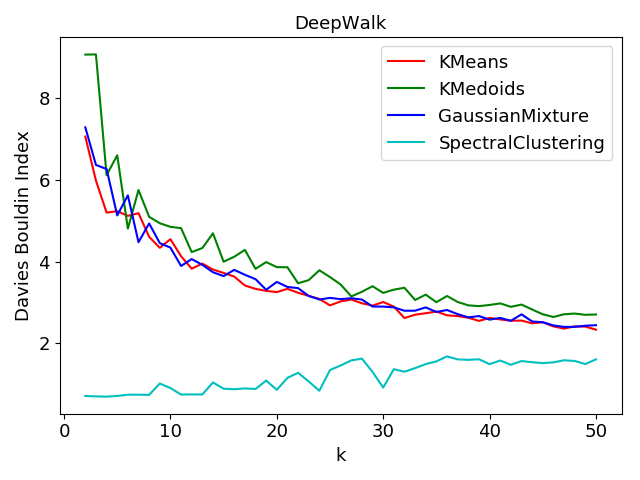 DeepWalk
KMeans
KMedoids
GaussianMixture
SpectralClustering
Davies Bouldin Index
8
6
4
2
0
10
20
30
40
50
k